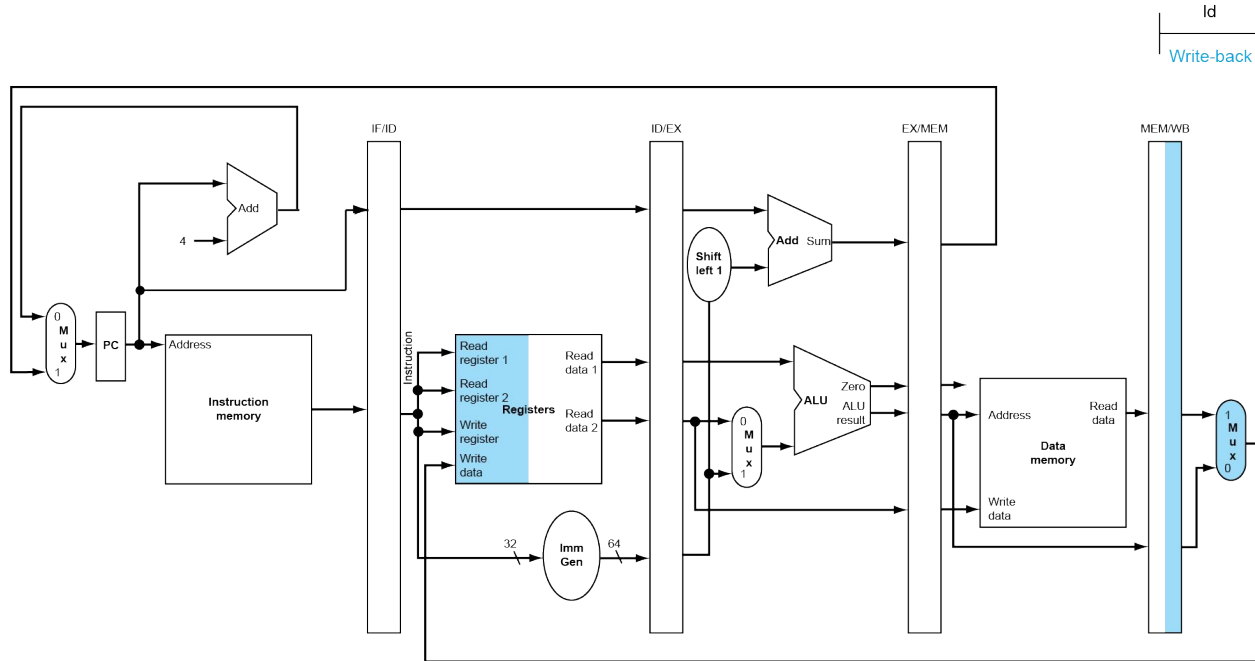 ld
Write-back
IF/ID
ID/EX
EX/MEM
MEM/WB
Add
4
Add Sum
Shift
left 1
0
M
u
x
1
PC
Address
Instruction
memory
Instruction
Read
register 1
Read
register 2
Write
register
Write
data
Registers
Read
data 1
Read
data 2
0
M
u
x
1
Zero
ALU
ALU
result
Address
Read
data
Data
memory
Write
data
1
M
u
x
0
32
Imm
Gen
64